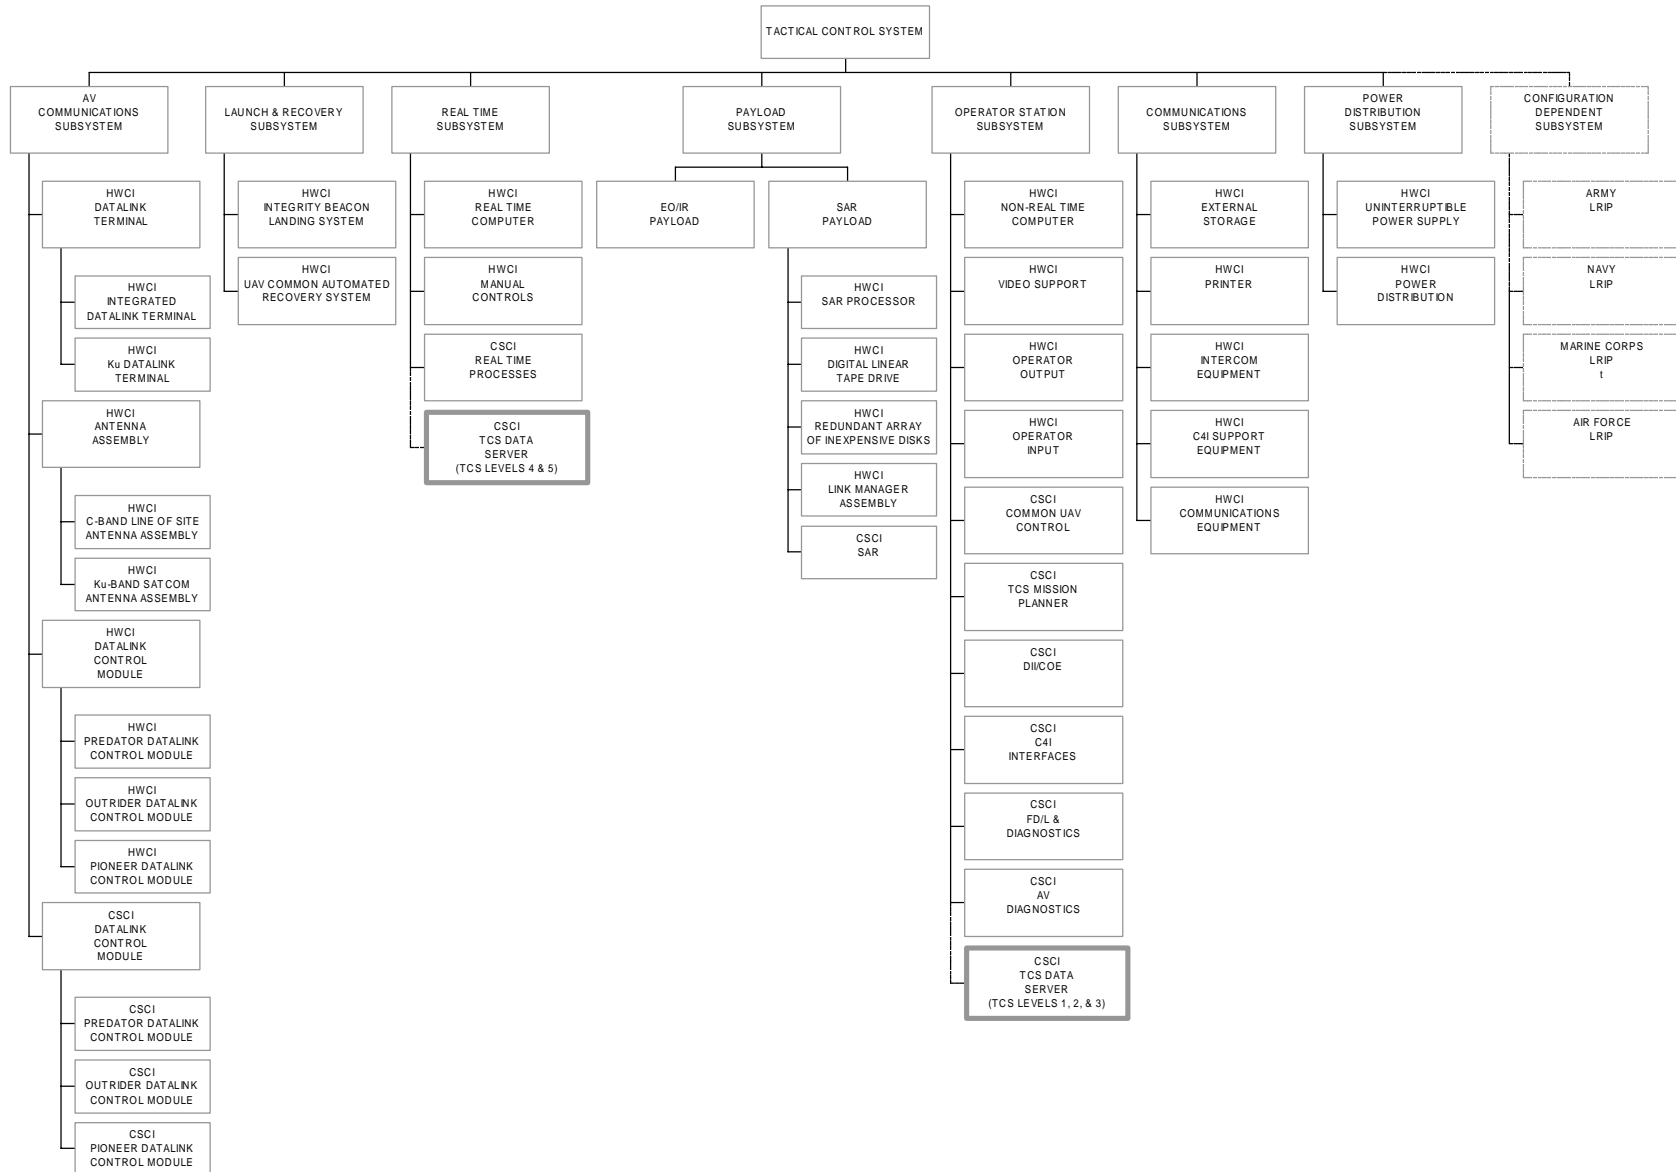 TACTICAL CONTROL SYSTEM
AV
COMMUNICATIONS
SUBSYSTEM
HWCI
DATALINK
TERMINAL
HWCI
INTEGRATED
DATALINK TERMINAL
HWCI
Ku DATALINK
TERMINAL
HWCI
ANTENNA
ASSEMBLY
HWCI
C-BAND LINE OF SITE
ANTENNA ASSEMBLY
HWCI
Ku-BAND SATCOM
ANTENNA ASSEMBLY
HWCI
DATALINK
CONTROL
MODULE
HWCI
PREDATOR DATALINK
CONTROL MODULE
HWCI
OUTRIDER DATALINK
CONTROL MODULE
HWCI
PIONEER DATALINK
CONTROL MODULE
CSCI
DATALINK
CONTROL
MODULE
CSCI
PREDATOR DATALINK
CONTROL MODULE
CSCI
OUTRIDER DATALINK
CONTROL MODULE
CSCI
PIONEER DATALINK
CONTROL MODULE
LAUNCH & RECOVERY
SUBSYSTEM
HWCI
INTEGRITY BEACON
LANDING SYSTEM
HWCI
UAV COMMON AUTOMATED
RECOVERY SYSTEM
REAL TIME
SUBSYSTEM
HWCI
REAL TIME
COMPUTER
HWCI
MANUAL
CONTROLS
CSCI
REAL TIME
PROCESSES
CSCI
TCS DATA
SERVER
(TCS LEVELS 4 & 5)
PAYLOAD
SUBSYSTEM
EO/IR
PAYLOAD
SAR
PAYLOAD
HWCI
SAR PROCESSOR
HWCI
DIGITAL LINEAR
TAPE DRIVE
HWCI
REDUNDANT ARRAY
OF INEXPENSIVE DISKS
HWCI
LINK MANAGER
ASSEMBLY
CSCI
SAR
OPERATOR STATION
SUBSYSTEM
HWCI
NON-REAL TIME
COMPUTER
HWCI
VIDEO SUPPORT
HWCI
OPERATOR
OUTPUT
HWCI
OPERATOR
INPUT
CSCI
COMMON UAV
CONTROL
CSCI
TCS MISSION
PLANNER
CSCI
DII/COE
CSCI
C4I
INTERFACES
CSCI
FD/L &
DIAGNOSTICS
CSCI
AV
DIAGNOSTICS
CSCI
TCS DATA
SERVER
(TCS LEVELS 1, 2, & 3)
COMMUNICATIONS
SUBSYSTEM
HWCI
EXTERNAL
STORAGE
HWCI
PRINTER
HWCI
INTERCOM
EQUIPMENT
HWCI
C4I SUPPORT
EQUIPMENT
HWCI
COMMUNICATIONS
EQUIPMENT
POWER
DISTRIBUTION
SUBSYSTEM
HWCI
UNINTERRUPTIBLE
POWER SUPPLY
HWCI
POWER
DISTRIBUTION
CONFIGURATION
DEPENDENT
SUBSYSTEM
ARMY
LRIP
NAVY
LRIP
MARINE CORPS
LRIP
t
AIR FORCE
LRIP